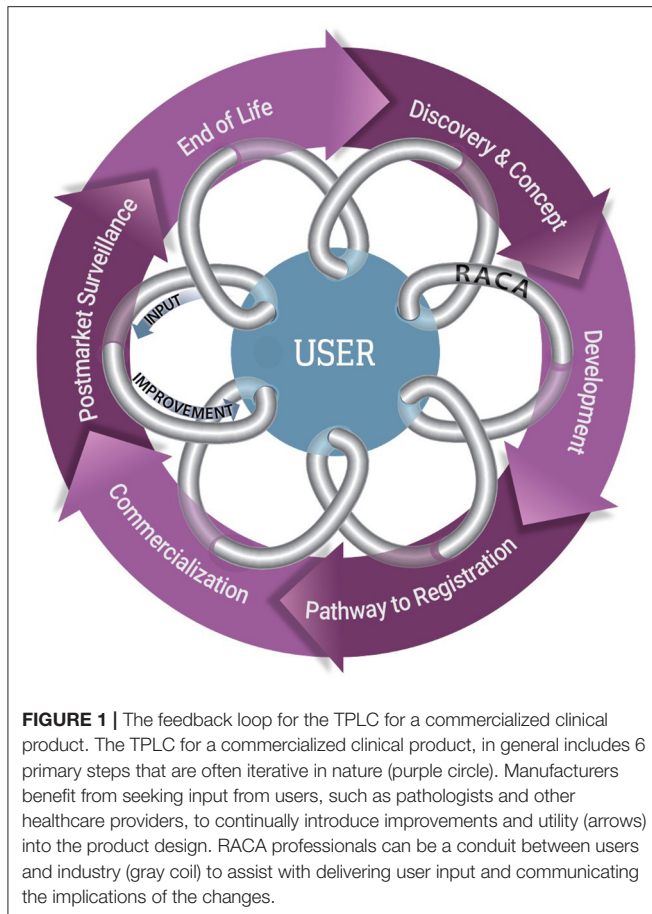 End of Life
Discovery & Concept
RACA
Development
Pathway to Registration
Commercialization
Postmarket Surveillance
INPUT
IMPROVEMENT
USER
FIGURE 1 | The feedback loop for the TPLC for a commercialized clinical
product. The TPLC for a commercialized clinical product, in general includes 6
primary steps that are often iterative in nature (purple circle). Manufacturers
benefit from seeking input from users, such as pathologists and other
healthcare providers, to continually introduce improvements and utility (arrows)
into the product design. RACA professionals can be a conduit between users
and industry (gray coil) to assist with delivering user input and communicating
the implications of the changes.